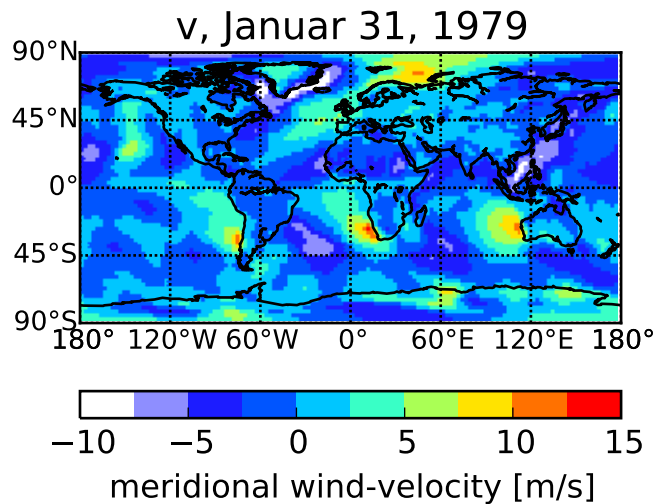 v, Januar 31, 1979
90°N
45°N
0°
45°S
90°S
180° 120°W 60°W 0° 60°E 120°E 180°
−10 −5 0 5 10 15
meridional wind-velocity [m/s]